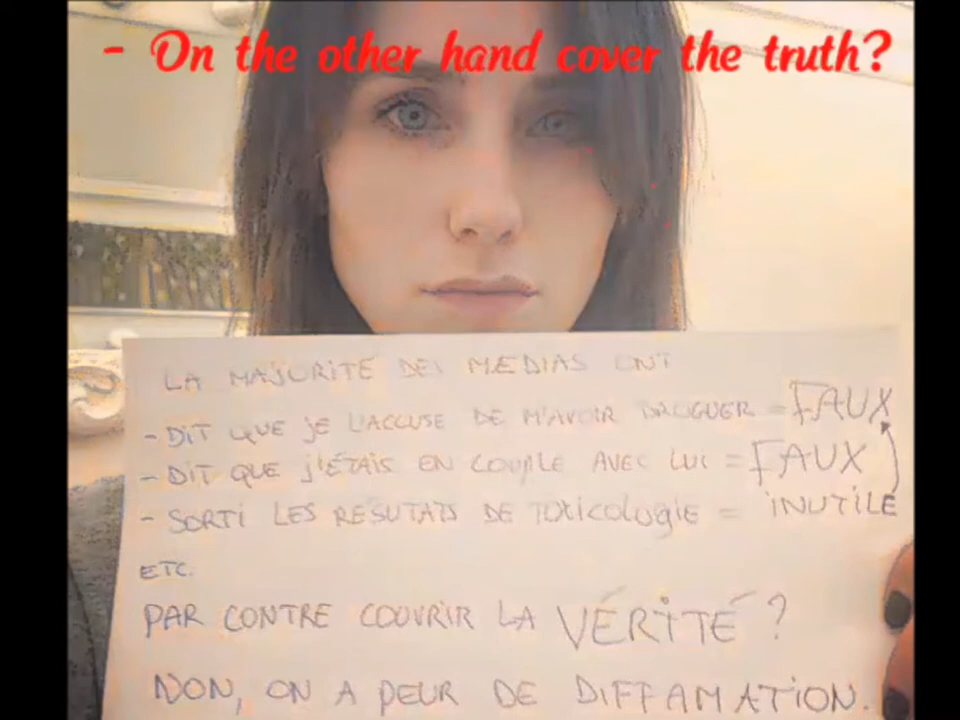 - On the other hand cover the truth?
LA MAJORITÉ DES MEDIAS ONT
- DIT QUE JE L'ACCUSE DE M'AVOIR DROGUER = FAUX
- DIT QUE J'ÉTAIS EN COUPLE AVEC LUI = FAUX
- SORTI LES RESUTATS DE TOXICOLOGIE = INUTILE
ETC.
PAR CONTRE COUVRIR LA VÉRITÉ ?
NON, ON A PEUR DE DIFFAMATION.